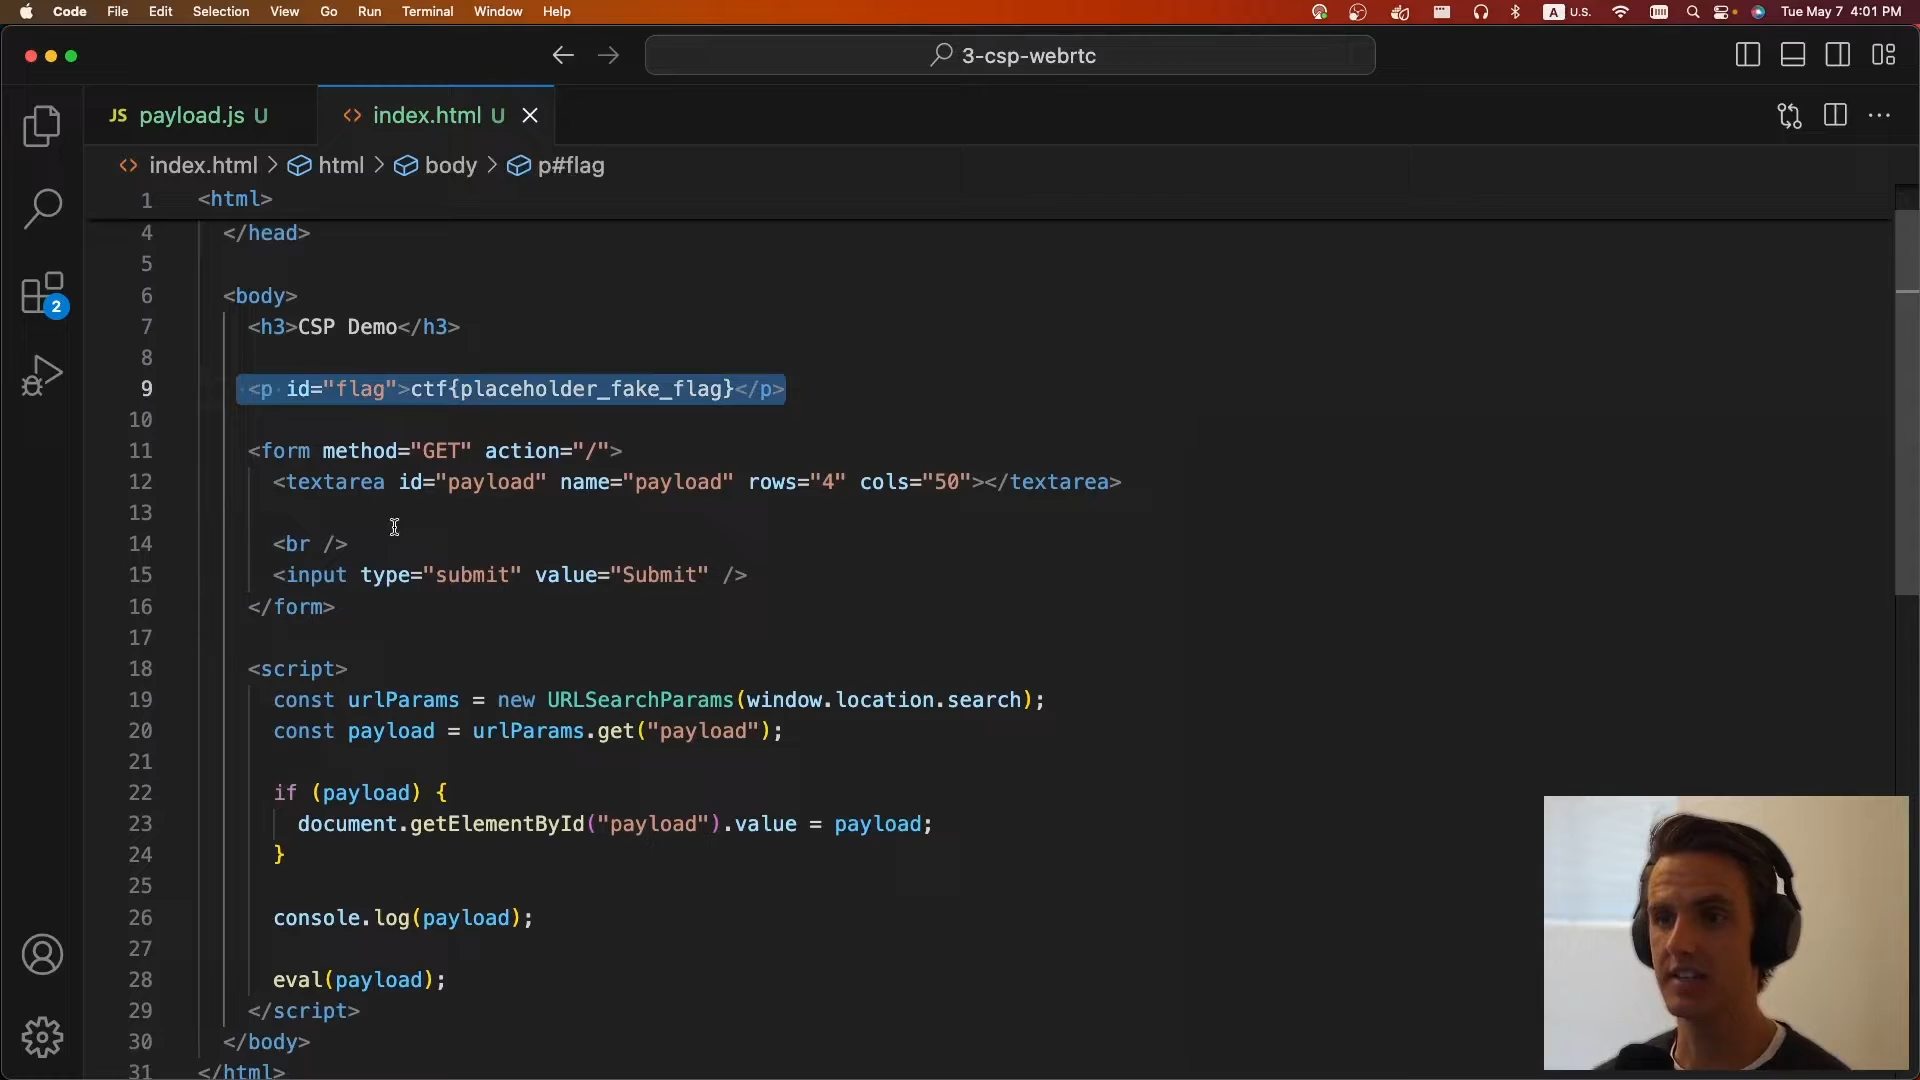 Code File Edit Selection View Go Run Terminal Window Help A U.S. Tue May 7 4:01 PM
3-csp-webrtc
JS payload.js U <> index.html U
<> index.html > html > body > p#flag
1 <html>
4 </head>
5
6 <body>
7 <h3>CSP Demo</h3>
8
9 <p id="flag">ctf{placeholder_fake_flag}</p>
10
11 <form method="GET" action="/">
12 <textarea id="payload" name="payload" rows="4" cols="50"></textarea>
13
14 <br />
15 <input type="submit" value="Submit" />
16 </form>
17
18 <script>
19 const urlParams = new URLSearchParams(window.location.search);
20 const payload = urlParams.get("payload");
21
22 if (payload) {
23 document.getElementById("payload").value = payload;
24 }
25
26 console.log(payload);
27
28 eval(payload);
29 </script>
30 </body>
31 </html>
2